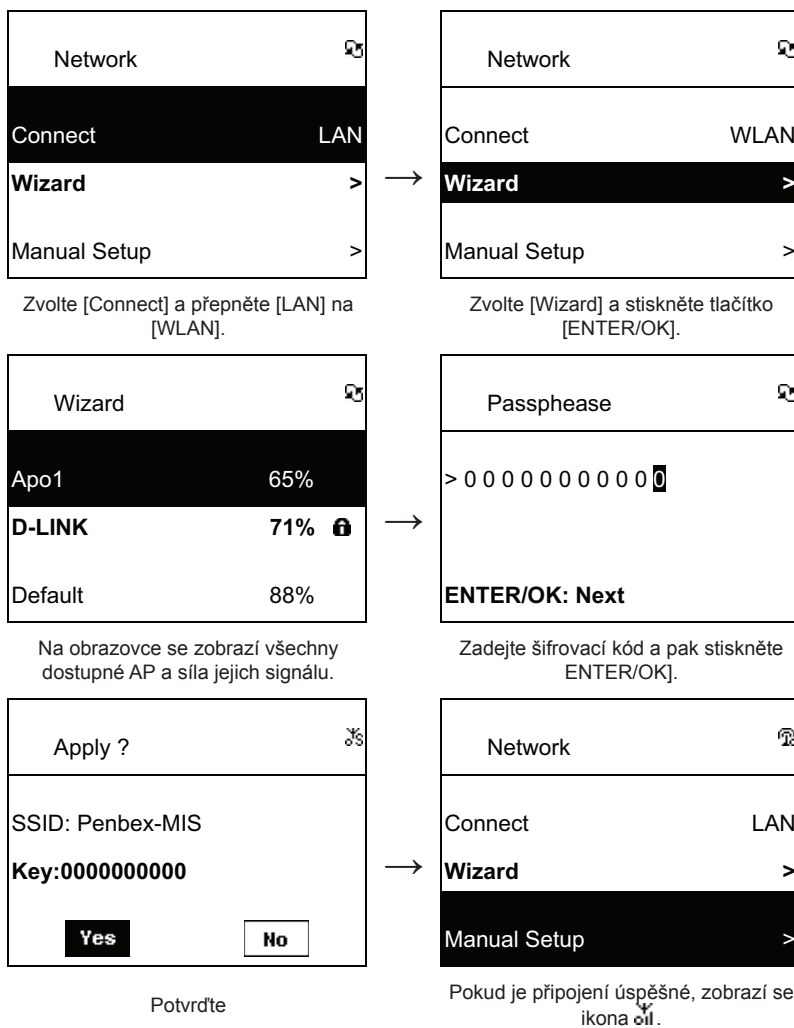 Network
Connect LAN
Wizard >
Manual Setup >
Zvolte [Connect] a přepněte [LAN] na
[WLAN].
→
Network
Connect WLAN
Wizard >
Manual Setup >
Zvolte [Wizard] a stiskněte tlačítko
[ENTER/OK].
Wizard
Apo1 65%
D-LINK 71%
Default 88%
Na obrazovce se zobrazí všechny
dostupné AP a síla jejich signálu.
→
Passphease
> 0 0 0 0 0 0 0 0 0 0 0
ENTER/OK: Next
Zadejte šifrovací kód a pak stiskněte
ENTER/OK].
Apply ?
SSID: Penbex-MIS
Key:0000000000
Yes No
Potvrďte
→
Network
Connect LAN
Wizard >
Manual Setup >
Pokud je připojení úspěšné, zobrazí se
ikona .